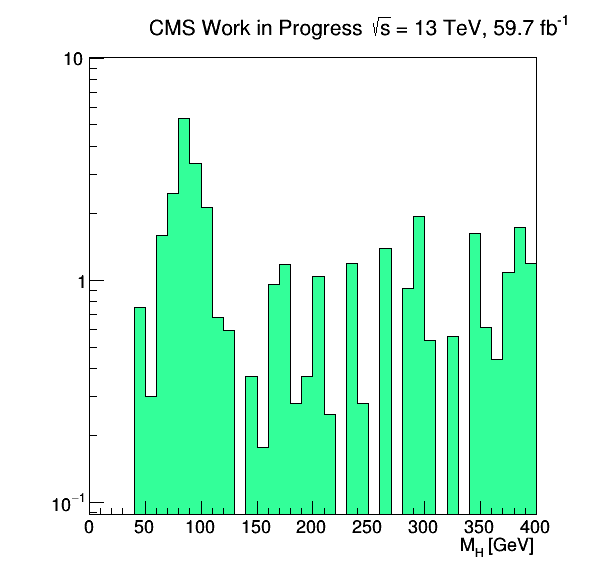 CMS Work in Progress √s = 13 TeV, 59.7 fb⁻¹
10
1
10⁻¹
0 50 100 150 200 250 300 350 400
M_H [GeV]